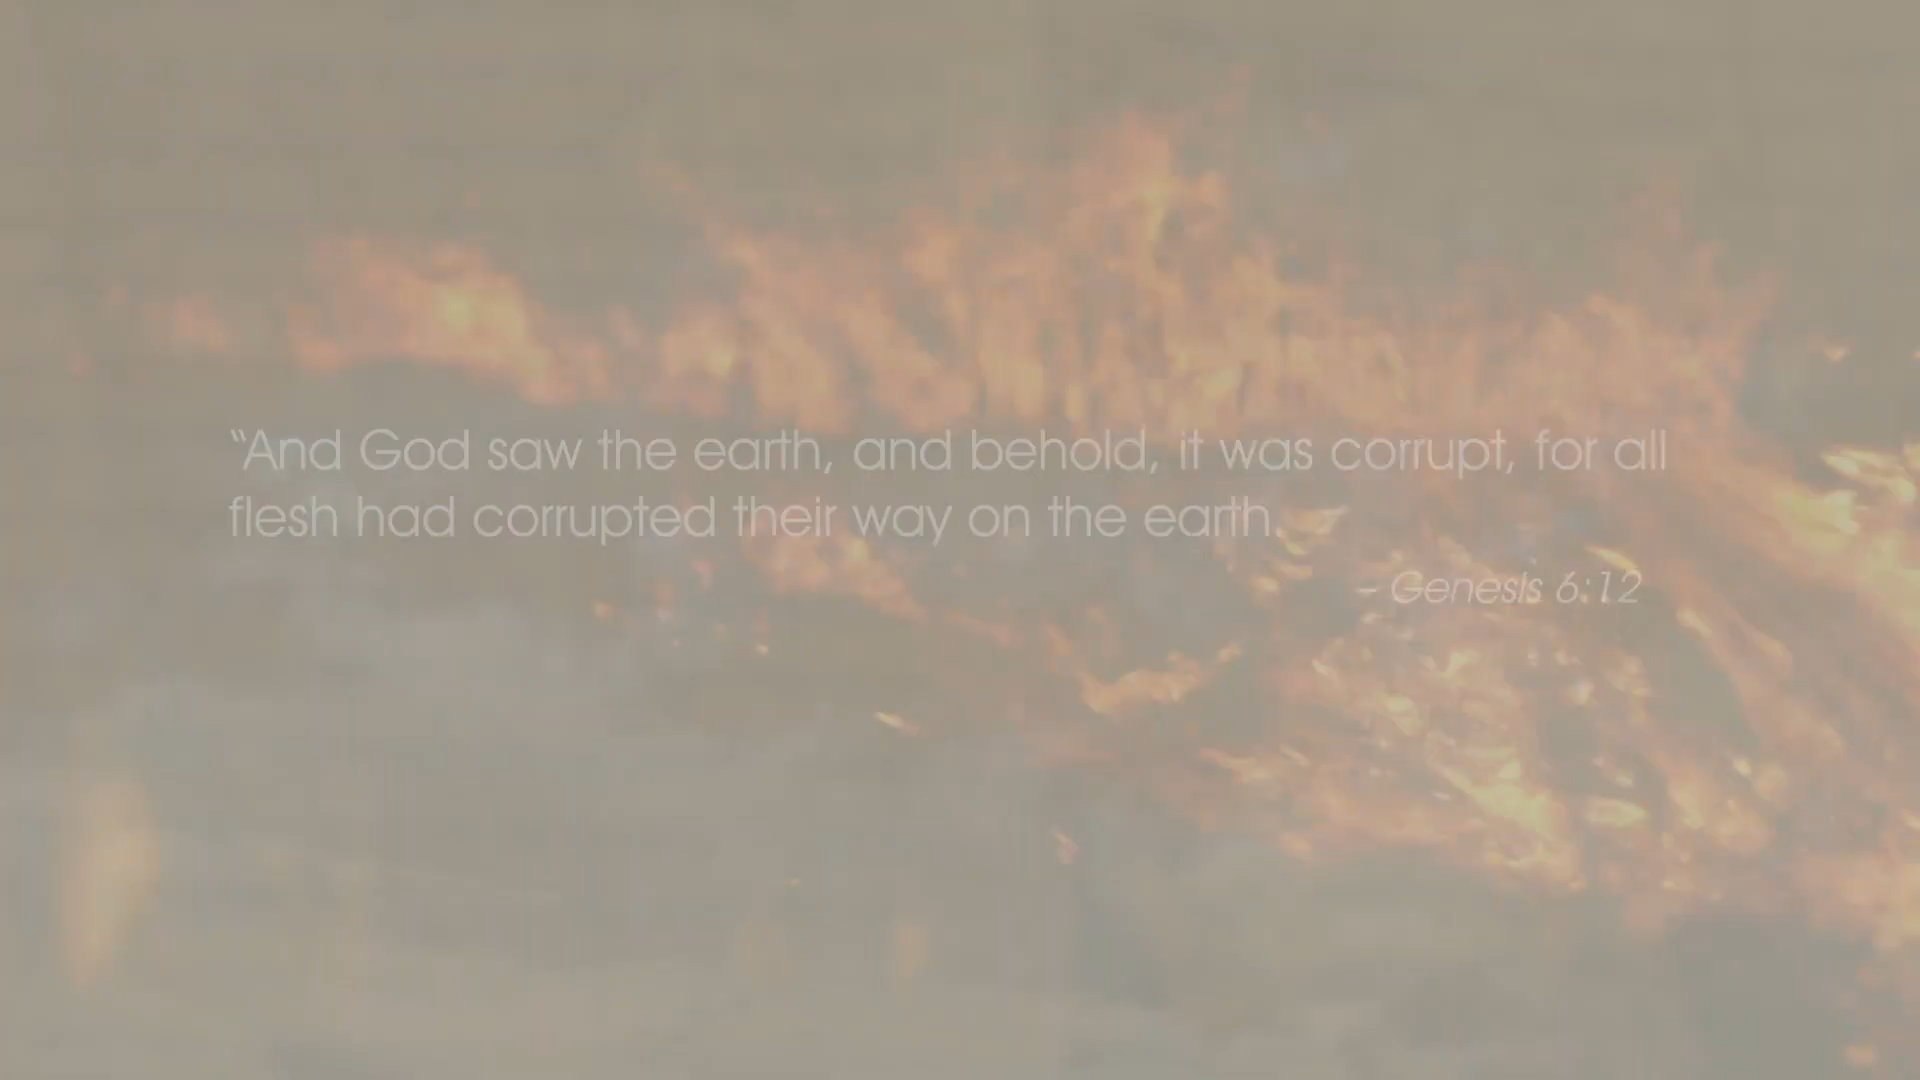 “And God saw the earth, and behold, it was corrupt, for all
flesh had corrupted their way on the earth.
– Genesis 6:12